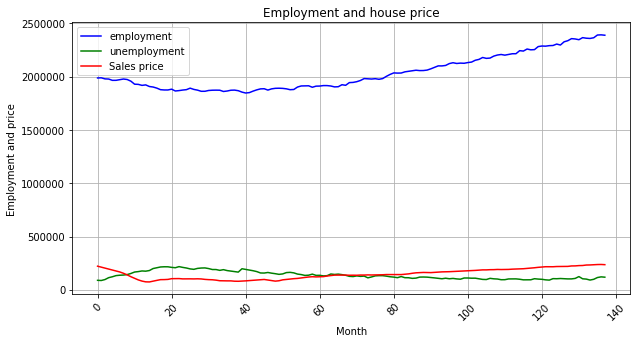 Employment and house price
employment
unemployment
Sales price
Employment and price
2500000
2000000
1500000
1000000
500000
0
0
20
40
60
80
100
120
140
Month